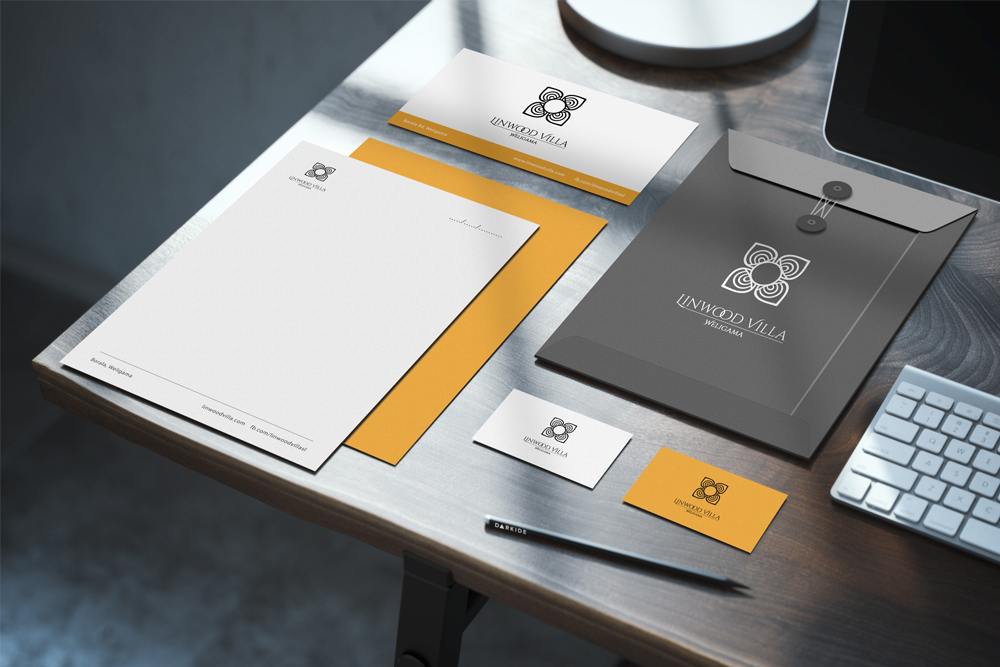 LINWOOD VILLA
WELIGAMA
Borala Rd, Weligama
www.linwoodvilla.com fb.com/linwoodvillasl
LINWOOD VILLA
WELIGAMA
Borala, Weligama
linwoodvilla.com fb.com/linwoodvillasl
LINWOOD VILLA
WELIGAMA
LINWOOD VILLA
WELIGAMA
LINWOOD VILLA
WELIGAMA
DARKIDE